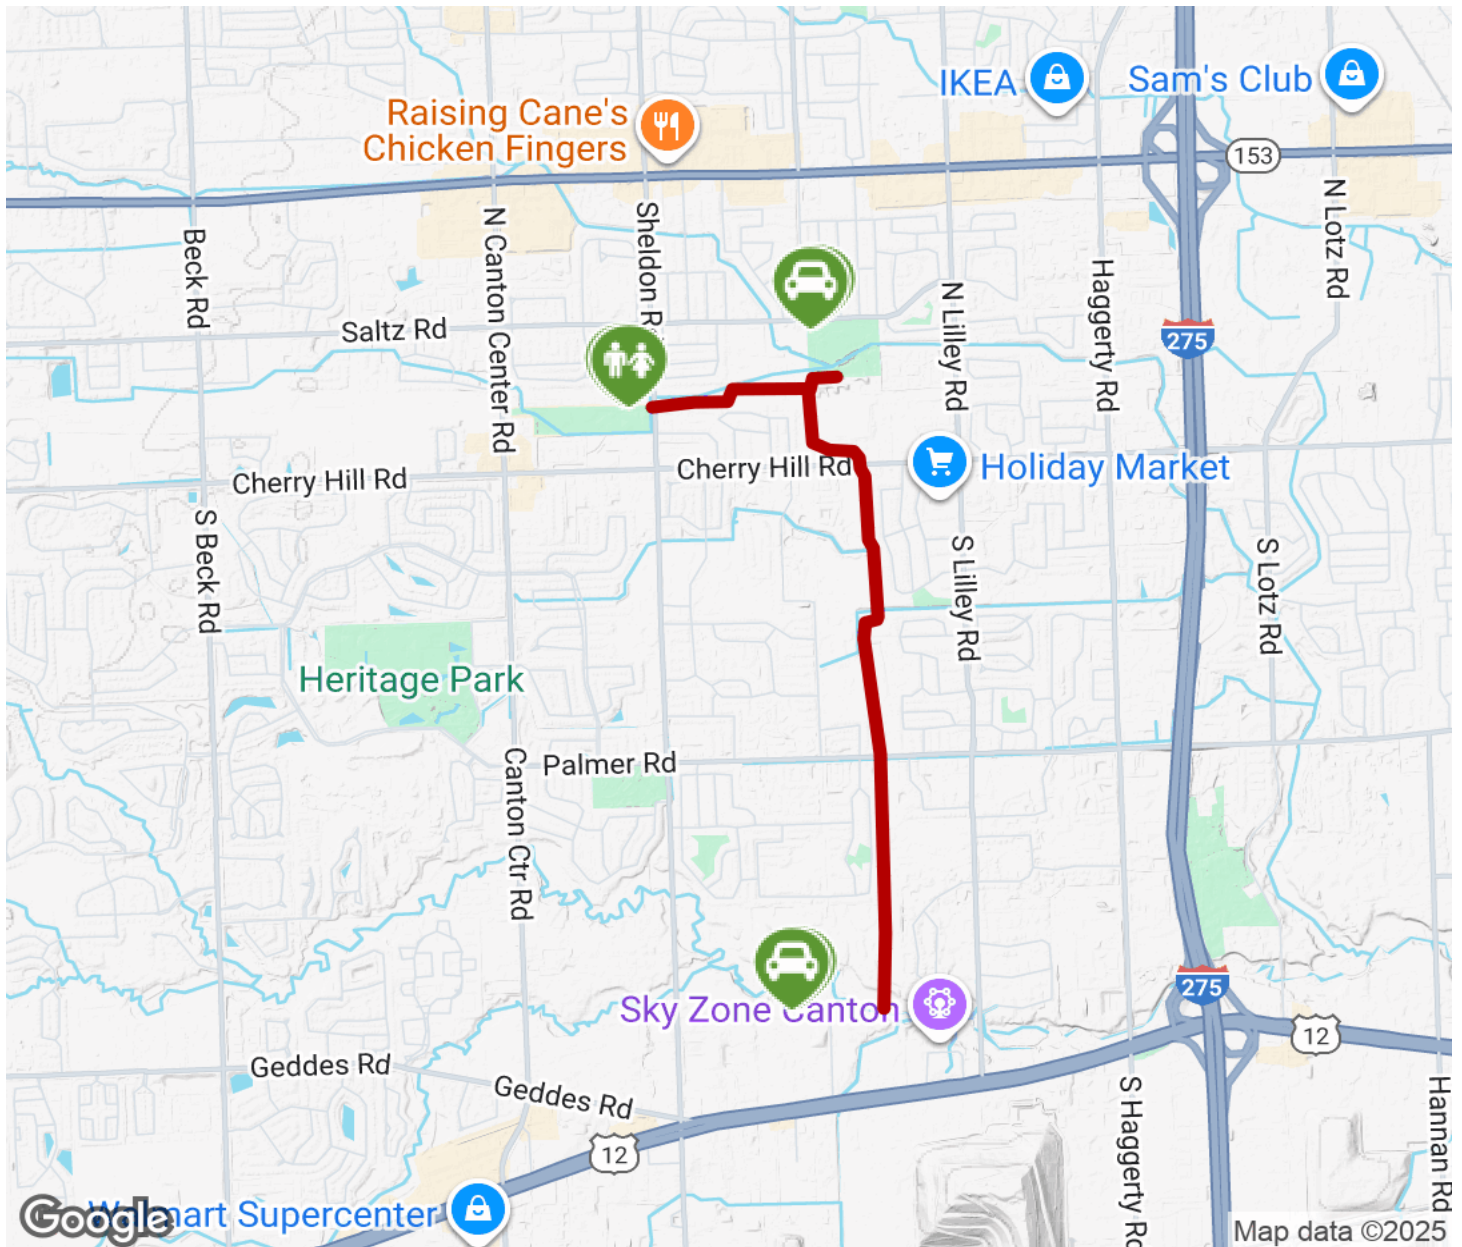 IKEA
Sam's Club
Raising Cane's
Chicken Fingers
153
N Lotz Rd
Beck Rd
N Canton Center Rd
Sheldon R
Haggerty Rd
N Lilley Rd
Saltz Rd
275
Cherry Hill Rd
Cherry Hill Rd
Holiday Market
S Beck Rd
S Lilley Rd
S Lotz Rd
Heritage Park
Palmer Rd
Canton Ctr Rd
275
Sky Zone Canton
12
Geddes Rd
Geddes Rd
S Haggerty Rd
Hannan Rd
12
Walmart Supercenter
Google
Map data ©2025